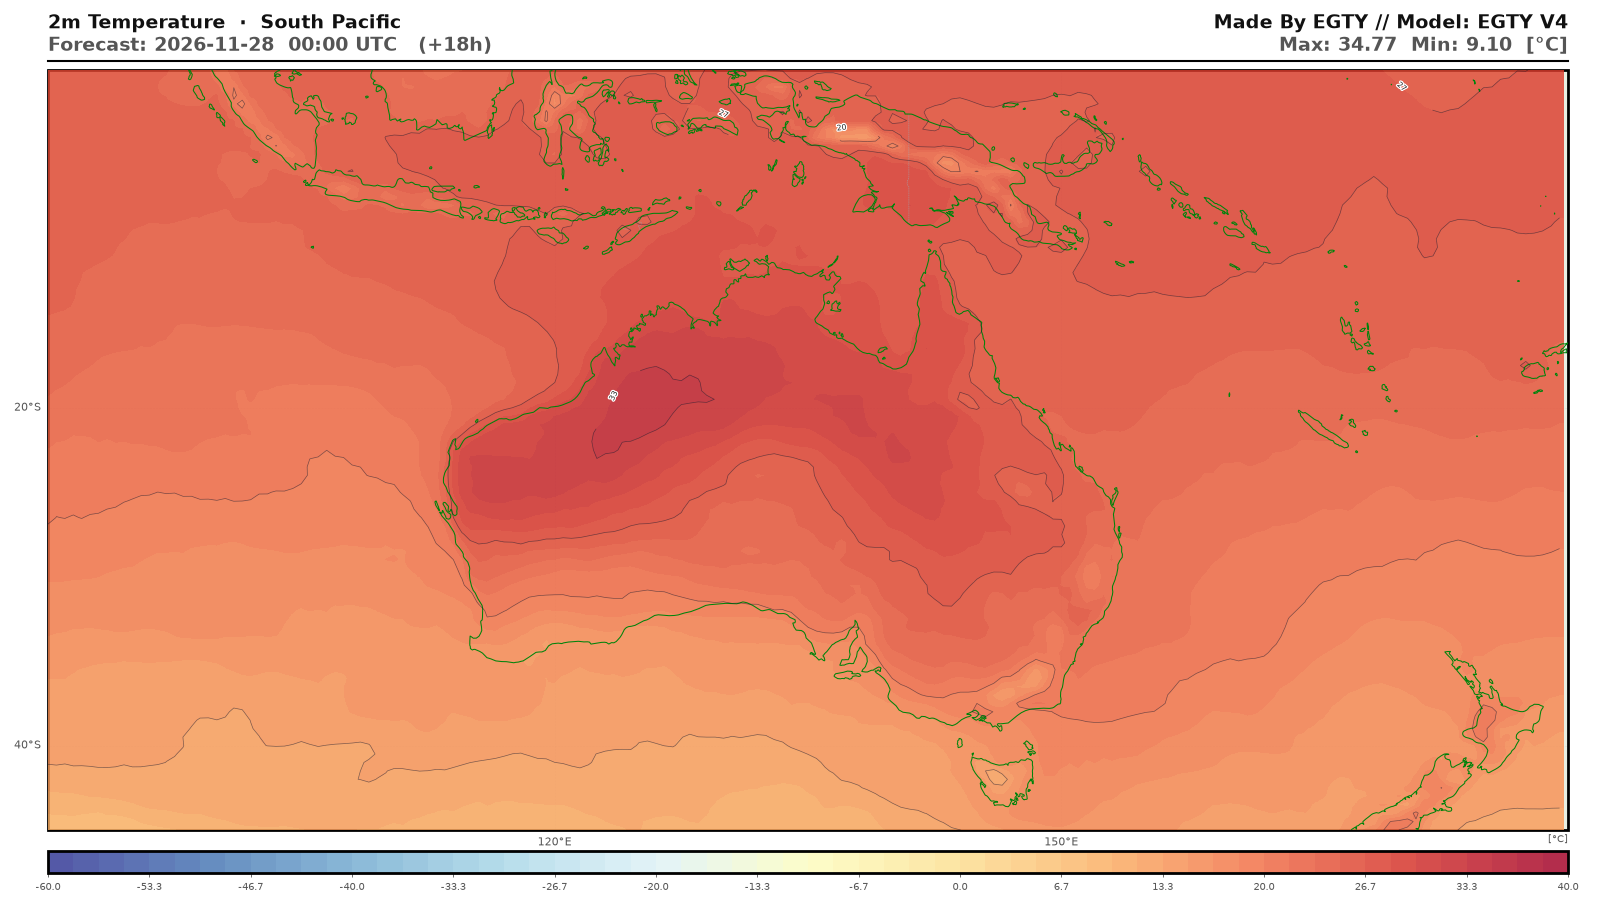 2m Temperature · South Pacific
Made By EGTY // Model: EGTY V4
Forecast: 2026-11-28 00:00 UTC (+18h)
Max: 34.77 Min: 9.10 [°C]
27
27
20
33
20°S
40°S
120°E
150°E
[°C]
-60.0 -53.3 -46.7 -40.0 -33.3 -26.7 -20.0 -13.3 -6.7 0.0 6.7 13.3 20.0 26.7 33.3 40.0